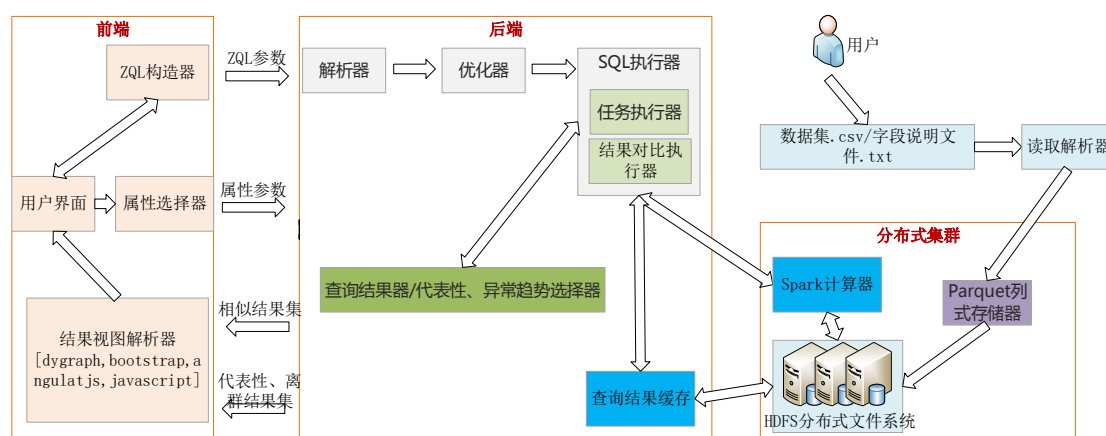 前端
ZQL构造器
用户界面
属性选择器
结果视图解析器
[dygraph,bootstrap,a
ngulatjs,javascript]
ZQL参数
属性参数
相似结果集
代表性、离
群结果集
后端
解析器
优化器
SQL执行器
任务执行器
结果对比执
行器
查询结果器/代表性、异常趋势选择器
查询结果缓存
用户
数据集.csv/字段说明文
件.txt
读取解析器
分布式集群
Spark计算器
Parquet列
式存储器
HDFS分布式文件系统